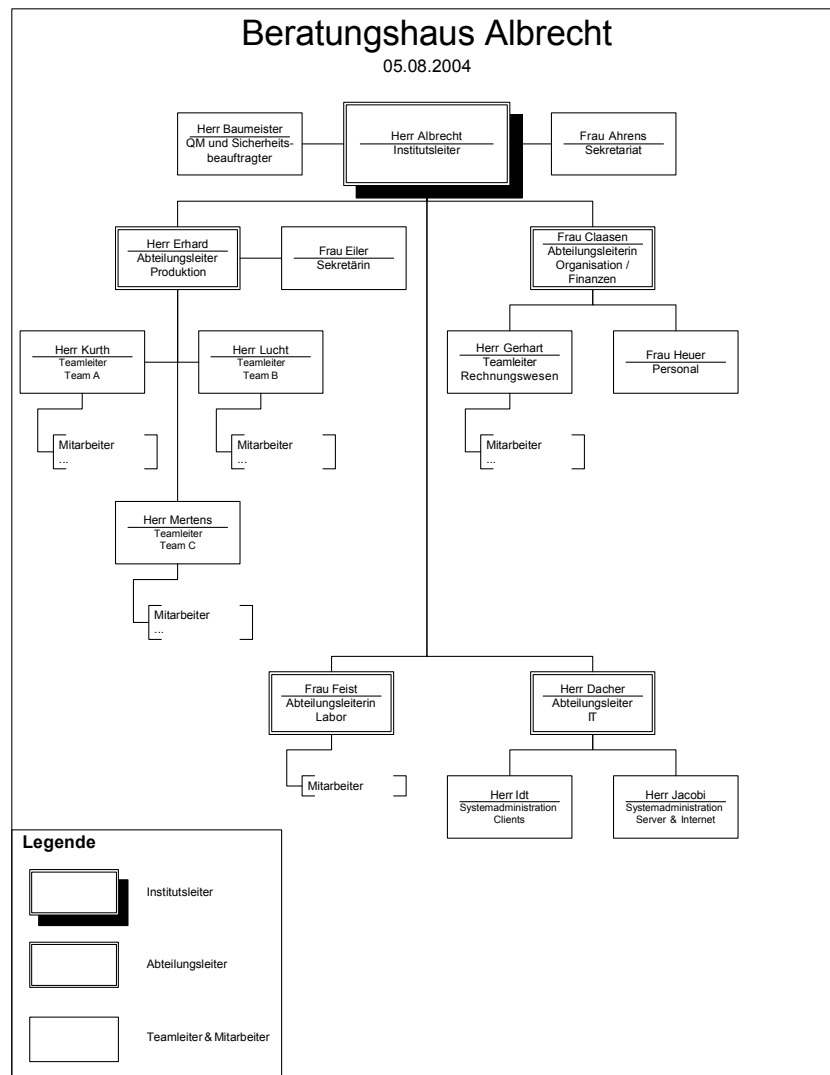 Beratungshaus Albrecht
05.08.2004
Herr Baumeister
QM und Sicherheits-
beauftragter
Herr Albrecht
Institutsleiter
Frau Ahrens
Sekretariat
Herr Erhard
Abteilungsleiter
Produktion
Frau Eiler
Sekretärin
Frau Claasen
Abteilungsleiterin
Organisation /
Finanzen
Herr Kurth
Teamleiter
Team A
Herr Lucht
Teamleiter
Team B
Herr Gerhart
Teamleiter
Rechnungswesen
Frau Heuer
Personal
Mitarbeiter
...
Mitarbeiter
...
Mitarbeiter
...
Herr Mertens
Teamleiter
Team C
Mitarbeiter
...
Frau Feist
Abteilungsleiterin
Labor
Herr Dacher
Abteilungsleiter
IT
Mitarbeiter
Herr Idt
Systemadministration
Clients
Herr Jacobi
Systemadministration
Server & Internet
Legende
Institutsleiter
Abteilungsleiter
Teamleiter & Mitarbeiter